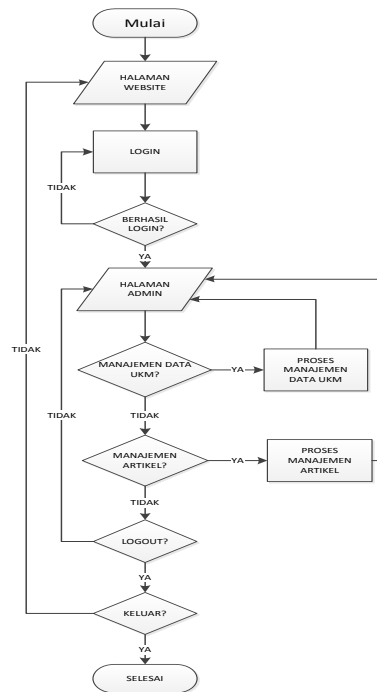 Mulai
HALAMAN
WEBSITE
LOGIN
TIDAK
BERHASIL
LOGIN?
YA
HALAMAN
ADMIN
TIDAK
MANAJEMEN DATA
UKM?
YA
PROSES
MANAJEMEN
DATA UKM
TIDAK
TIDAK
MANAJEMEN
ARTIKEL?
YA
PROSES
MANAJEMEN
ARTIKEL
TIDAK
LOGOUT?
YA
KELUAR?
YA
SELESAI